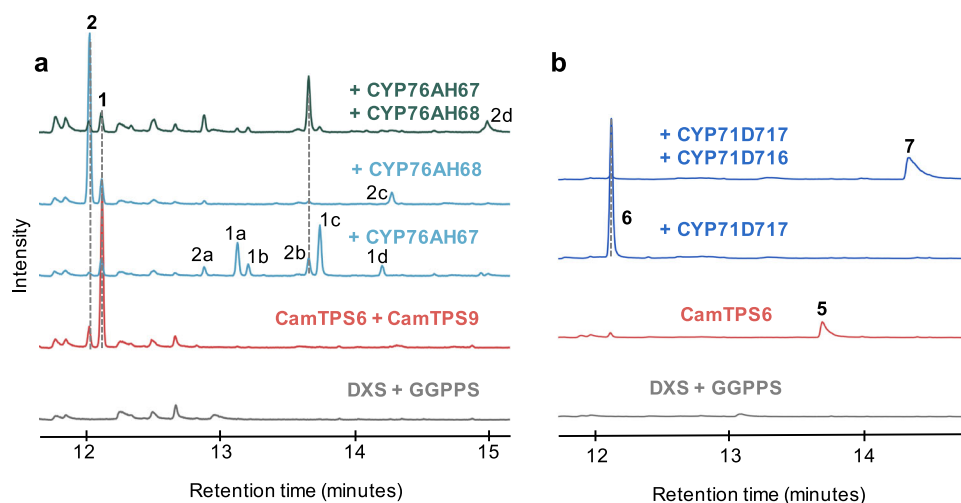 a
2
1
+ CYP76AH67
+ CYP76AH68
2d
+ CYP76AH68
2c
+ CYP76AH67
2a
1a
1b
2b
1c
1d
CamTPS6 + CamTPS9
DXS + GGPPS
12
13
14
15
Intensity
Retention time (minutes)
b
+ CYP71D717
+ CYP71D716
7
6
+ CYP71D717
CamTPS6
5
DXS + GGPPS
12
13
14
Retention time (minutes)